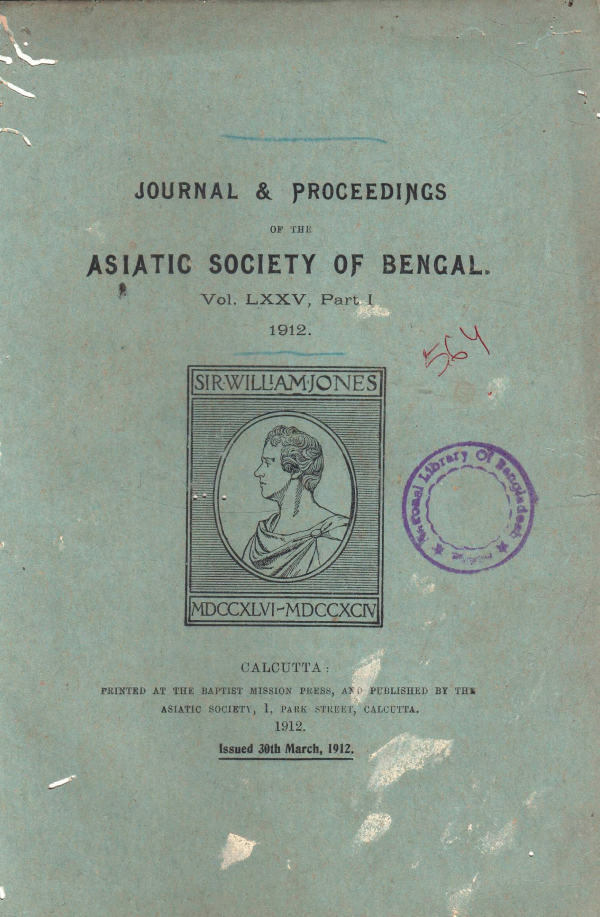 JOURNAL & PROCEEDINGS
OF THE
ASIATIC SOCIETY OF BENGAL.
Vol. LXXV, Part I
1912.
564
SIR·WILLIAM·JONES
National Library Of Bangladesh
MDCCXLVI-MDCCXCIV
CALCUTTA:
PRINTED AT THE BAPTIST MISSION PRESS, AND PUBLISHED BY THE
ASIATIC SOCIETY, 1, PARK STREET, CALCUTTA.
1912.
Issued 30th March, 1912.